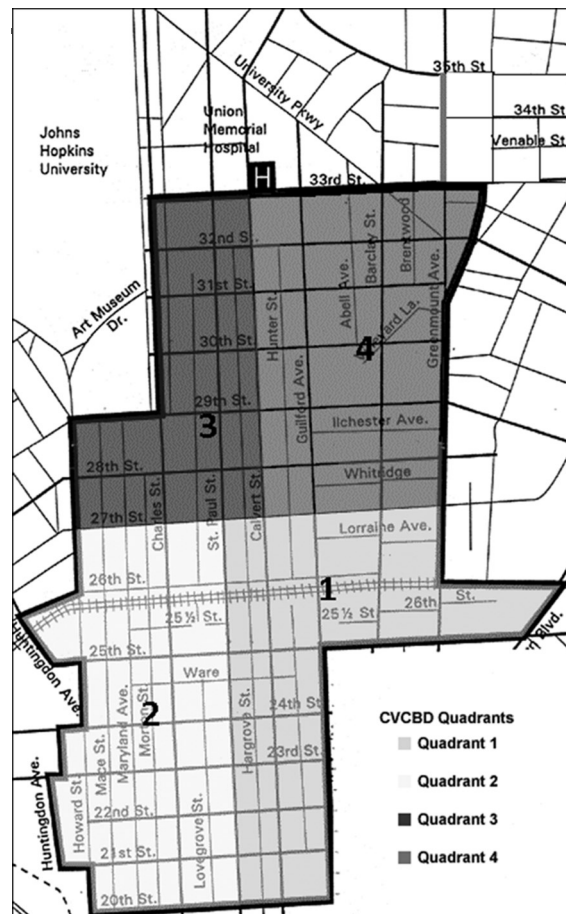 35th St.
University Pkwy
34th St.
Union
Memorial
Hospital
Johns
Hopkins
University
Venable St.
H
33rd St.
32nd St.
Barclay St.
Brentwood
31st St.
Abell Ave.
Greenmount Ave.
Art Museum
Dr.
Hunter St.
30th St.
4
Guilford Ave.
29th St.
3
Ilchester Ave.
28th St.
Whitridge
Charles St.
St. Paul St.
Calvert St.
27th St.
Lorraine Ave.
26th St.
1
25½ St.
25½ St
26th St.
Huntingdon Ave.
Blvd.
25th St.
Ware
2
Mace St.
Maryland Ave.
Hargrove St.
24th St.
23rd St.
Huntingdon Ave.
Howard St.
22nd St.
Lovegrove St.
21st St.
20th St.
CVCBD Quadrants
Quadrant 1
Quadrant 2
Quadrant 3
Quadrant 4